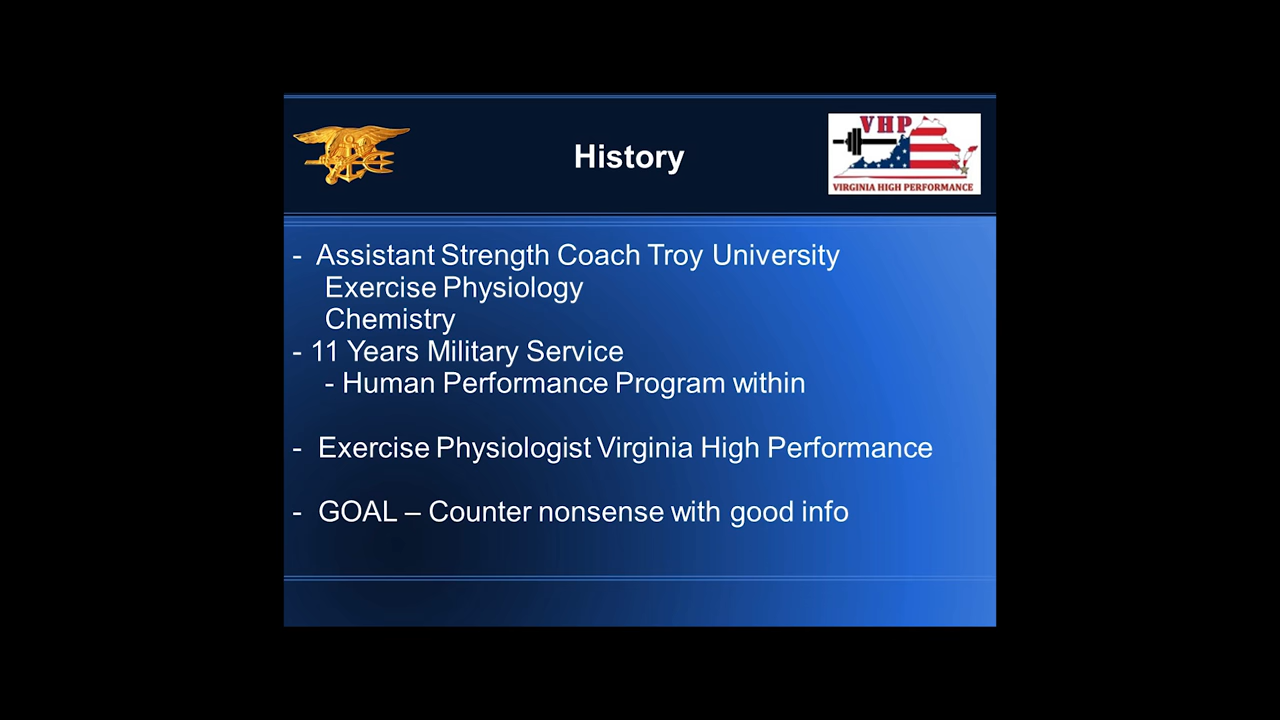 History
VHP
VIRGINIA HIGH PERFORMANCE
- Assistant Strength Coach Troy University
Exercise Physiology
Chemistry
- 11 Years Military Service
- Human Performance Program within
- Exercise Physiologist Virginia High Performance
- GOAL – Counter nonsense with good info